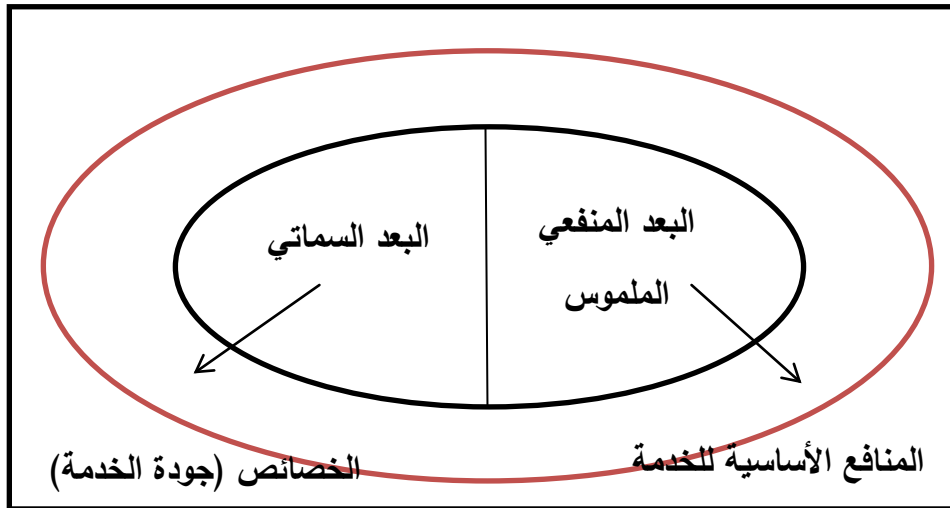 البعد المنفعي
الملموس
البعد السماتي
المنافع الأساسية للخدمة
الخصائص (جودة الخدمة)